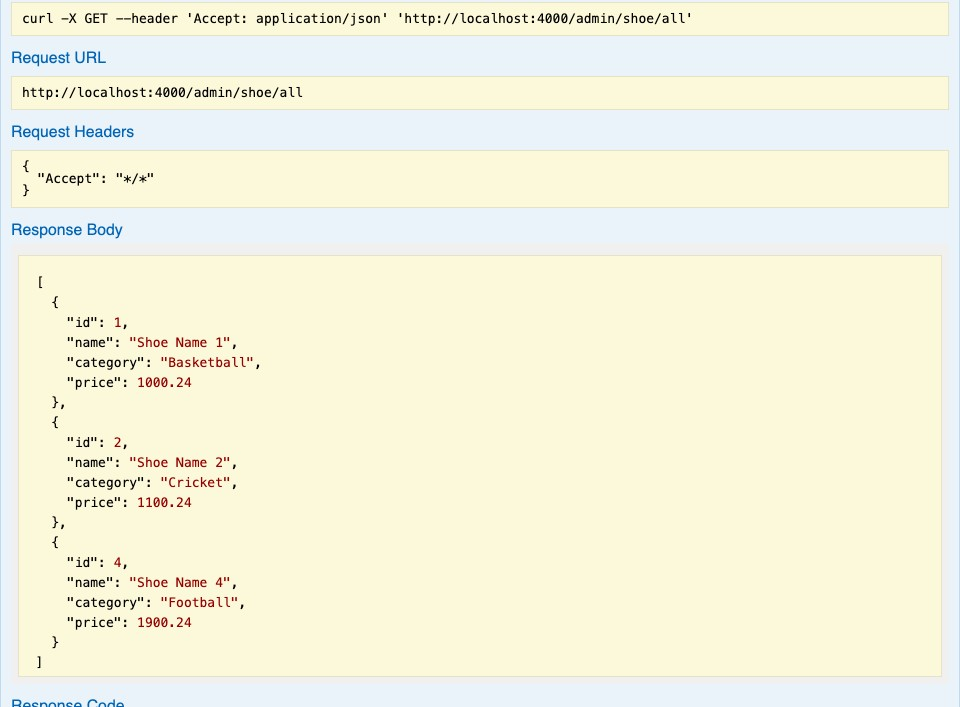 curl -X GET --header 'Accept: application/json' 'http://localhost:4000/admin/shoe/all'
Request URL
http://localhost:4000/admin/shoe/all
Request Headers
{
  "Accept": "*/*"
}
Response Body
[
  {
    "id": 1,
    "name": "Shoe Name 1",
    "category": "Basketball",
    "price": 1000.24
  },
  {
    "id": 2,
    "name": "Shoe Name 2",
    "category": "Cricket",
    "price": 1100.24
  },
  {
    "id": 4,
    "name": "Shoe Name 4",
    "category": "Football",
    "price": 1900.24
  }
]
Response Code